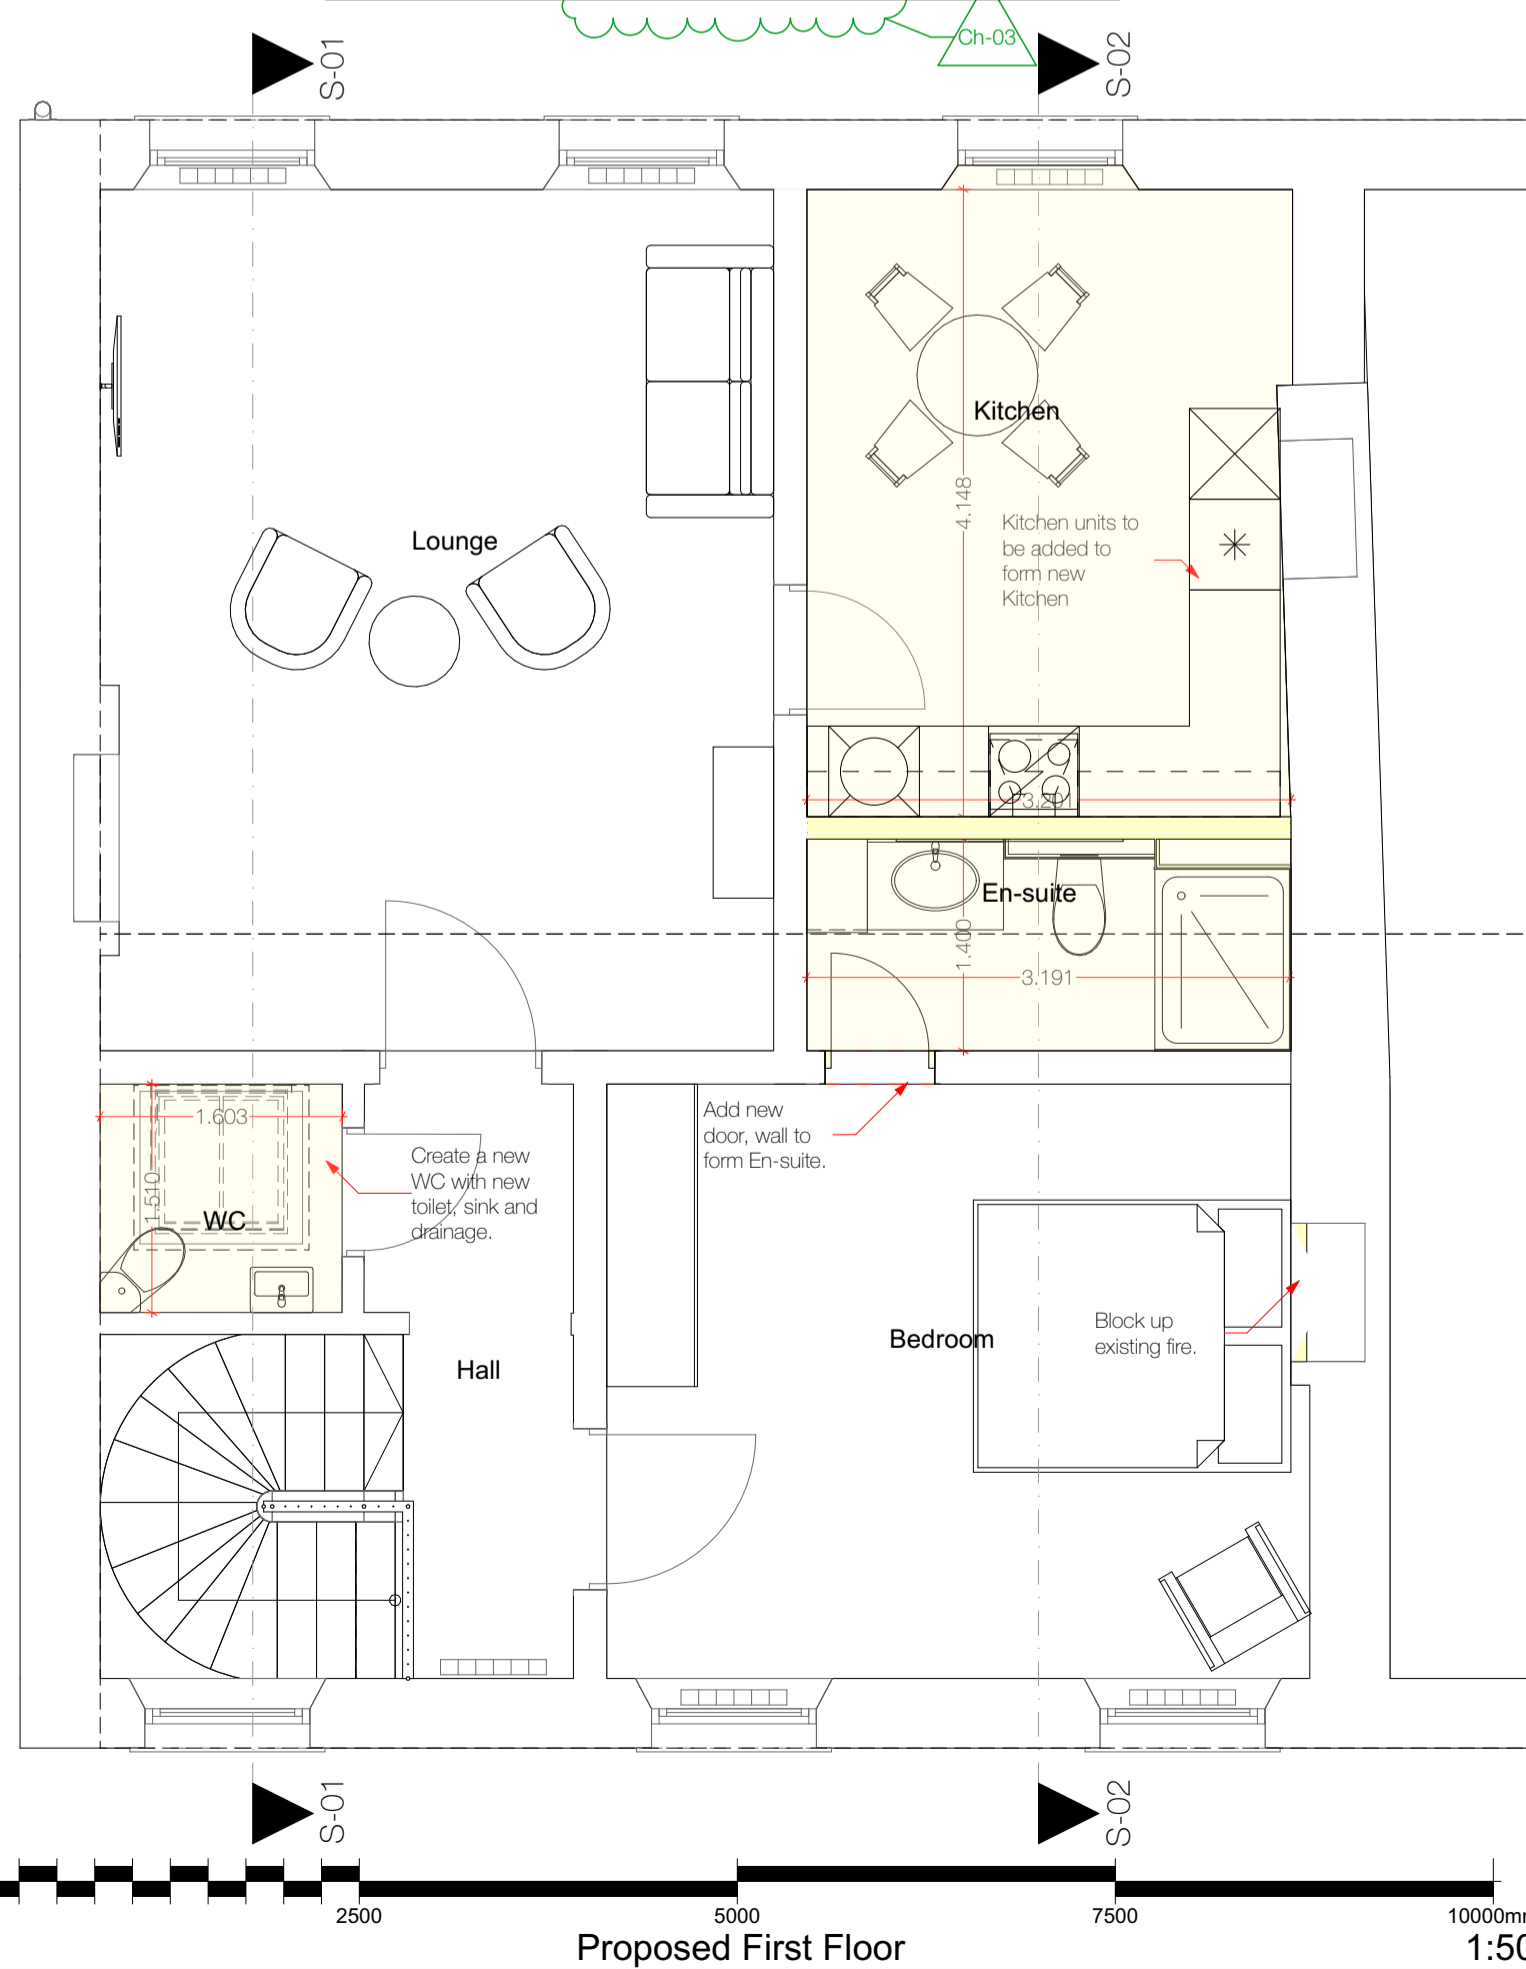 Ch-03
S-01
S-02
Kitchen
4.148
Kitchen units to
be added to
form new
Kitchen
Lounge
3.201
En-suite
1.400
3.191
1.603
Add new
door, wall to
form En-suite.
Create a new
WC with new
toilet, sink and
drainage.
1.510
WC
Block up
existing fire.
Bedroom
Hall
S-01
S-02
2500
5000
7500
10000mm
Proposed First Floor
1:50